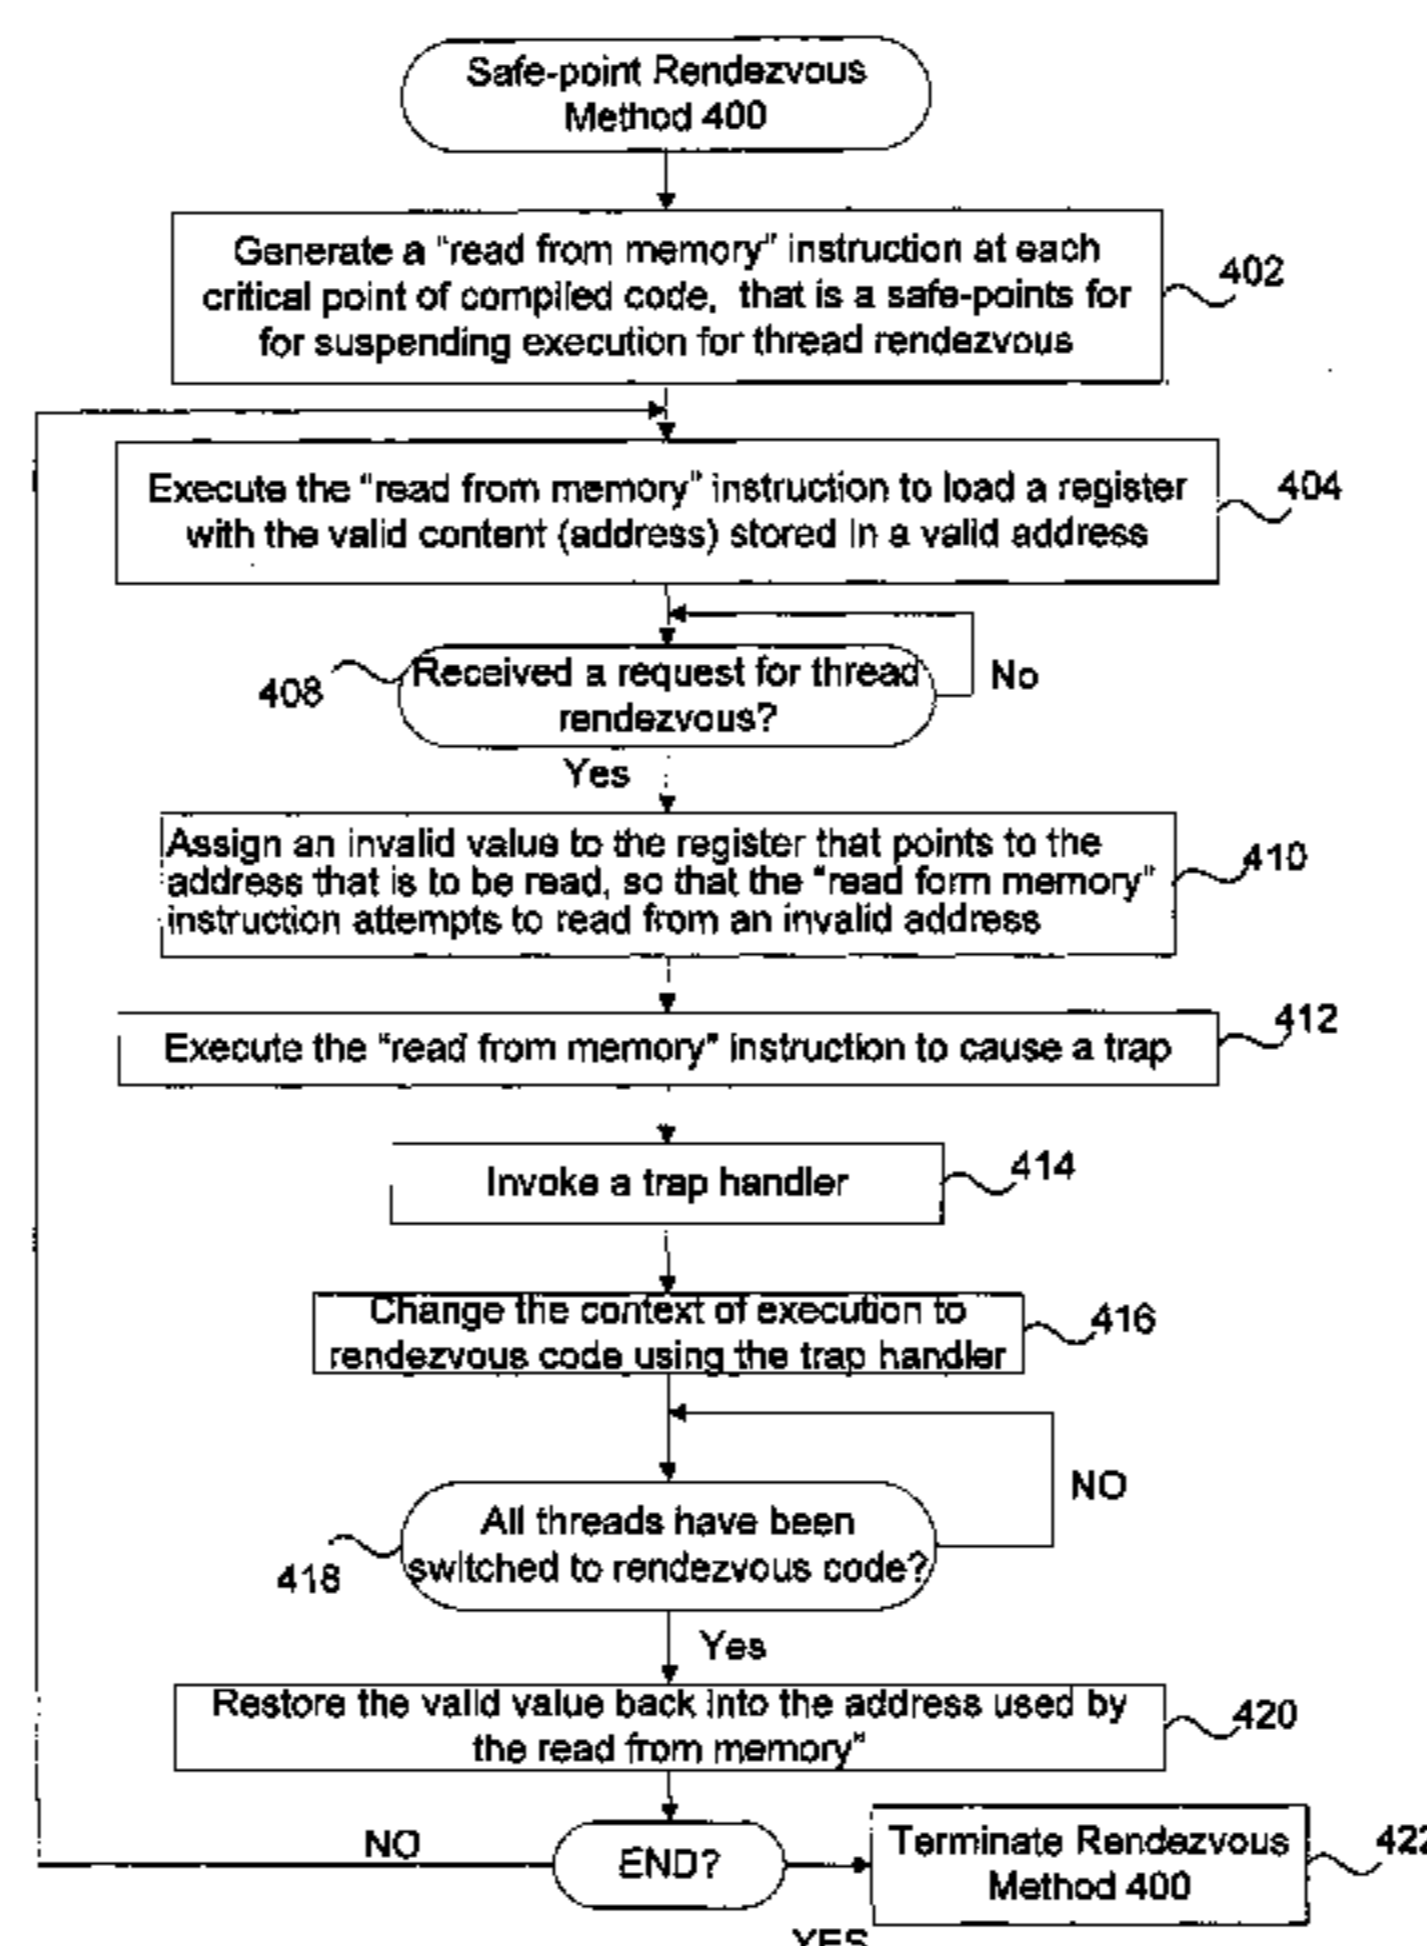 Safe-point Rendezvous
Method 400
Generate a "read from memory" instruction at each
critical point of compiled code, that is a safe-points for
for suspending execution for thread rendezvous
402
Execute the "read from memory" instruction to load a register
with the valid content (address) stored in a valid address
404
Received a request for thread
rendezvous?
408
No
Yes
Assign an invalid value to the register that points to the
address that is to be read, so that the "read form memory"
instruction attempts to read from an invalid address
410
Execute the "read from memory" instruction to cause a trap
412
Invoke a trap handler
414
Change the context of execution to
rendezvous code using the trap handler
416
NO
All threads have been
switched to rendezvous code?
418
Yes
Restore the valid value back into the address used by
the read from memory"
420
NO
END?
Terminate Rendezvous
Method 400
422
YES